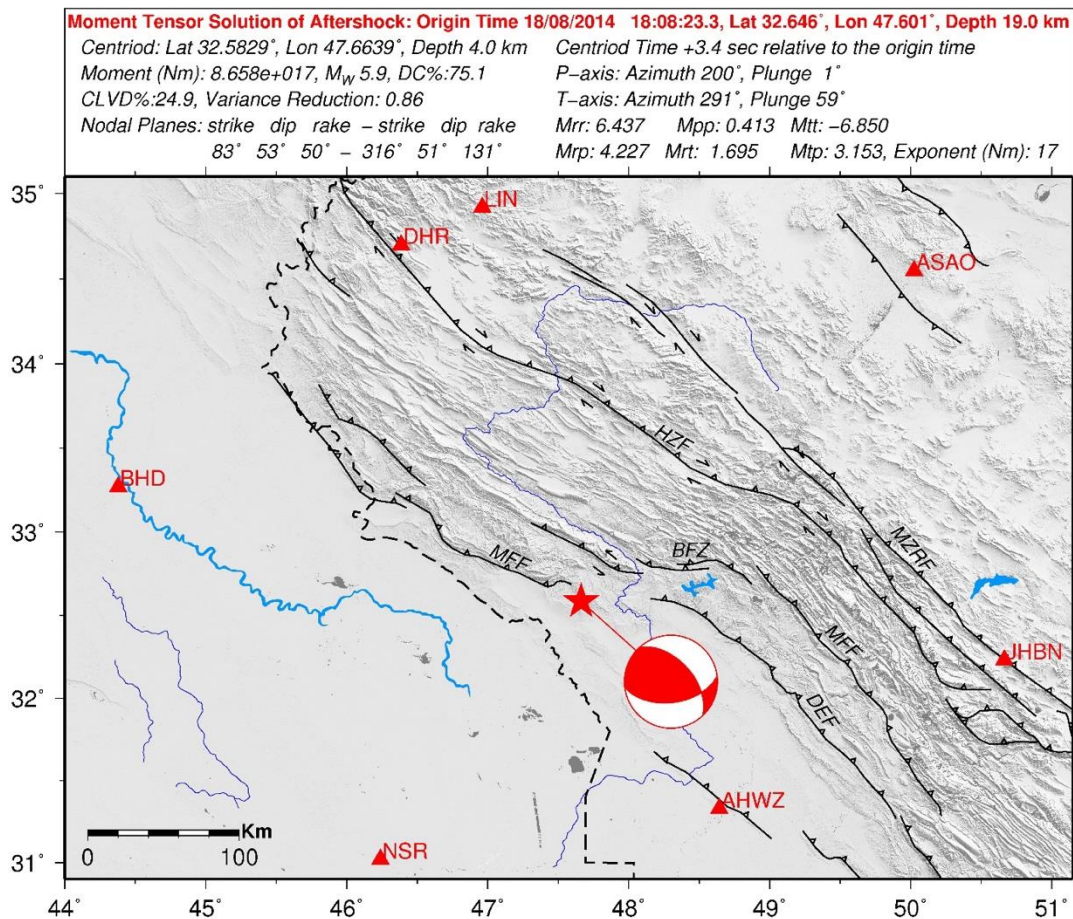 Moment Tensor Solution of Aftershock: Origin Time 18/08/2014 18:08:23.3, Lat 32.646°, Lon 47.601°, Depth 19.0 km
Centriod: Lat 32.5829°, Lon 47.6639°, Depth 4.0 km
Centriod Time +3.4 sec relative to the origin time
Moment (Nm): 8.658e+017, MW 5.9, DC%:75.1
P-axis: Azimuth 200°, Plunge 1°
CLVD%:24.9, Variance Reduction: 0.86
T-axis: Azimuth 291°, Plunge 59°
Nodal Planes: strike dip rake – strike dip rake
Mrr: 6.437 Mpp: 0.413 Mtt: −6.850
83° 53° 50° – 316° 51° 131°
Mrp: 4.227 Mrt: 1.695 Mtp: 3.153, Exponent (Nm): 17
35°
LIN
DHR
ASAO
34°
HZF
BHD
33°
BFZ
MFF
MZRF
JHBN
MFF
32°
DEF
AHWZ
Km
0 100
NSR
31°
44° 45° 46° 47° 48° 49° 50° 51°